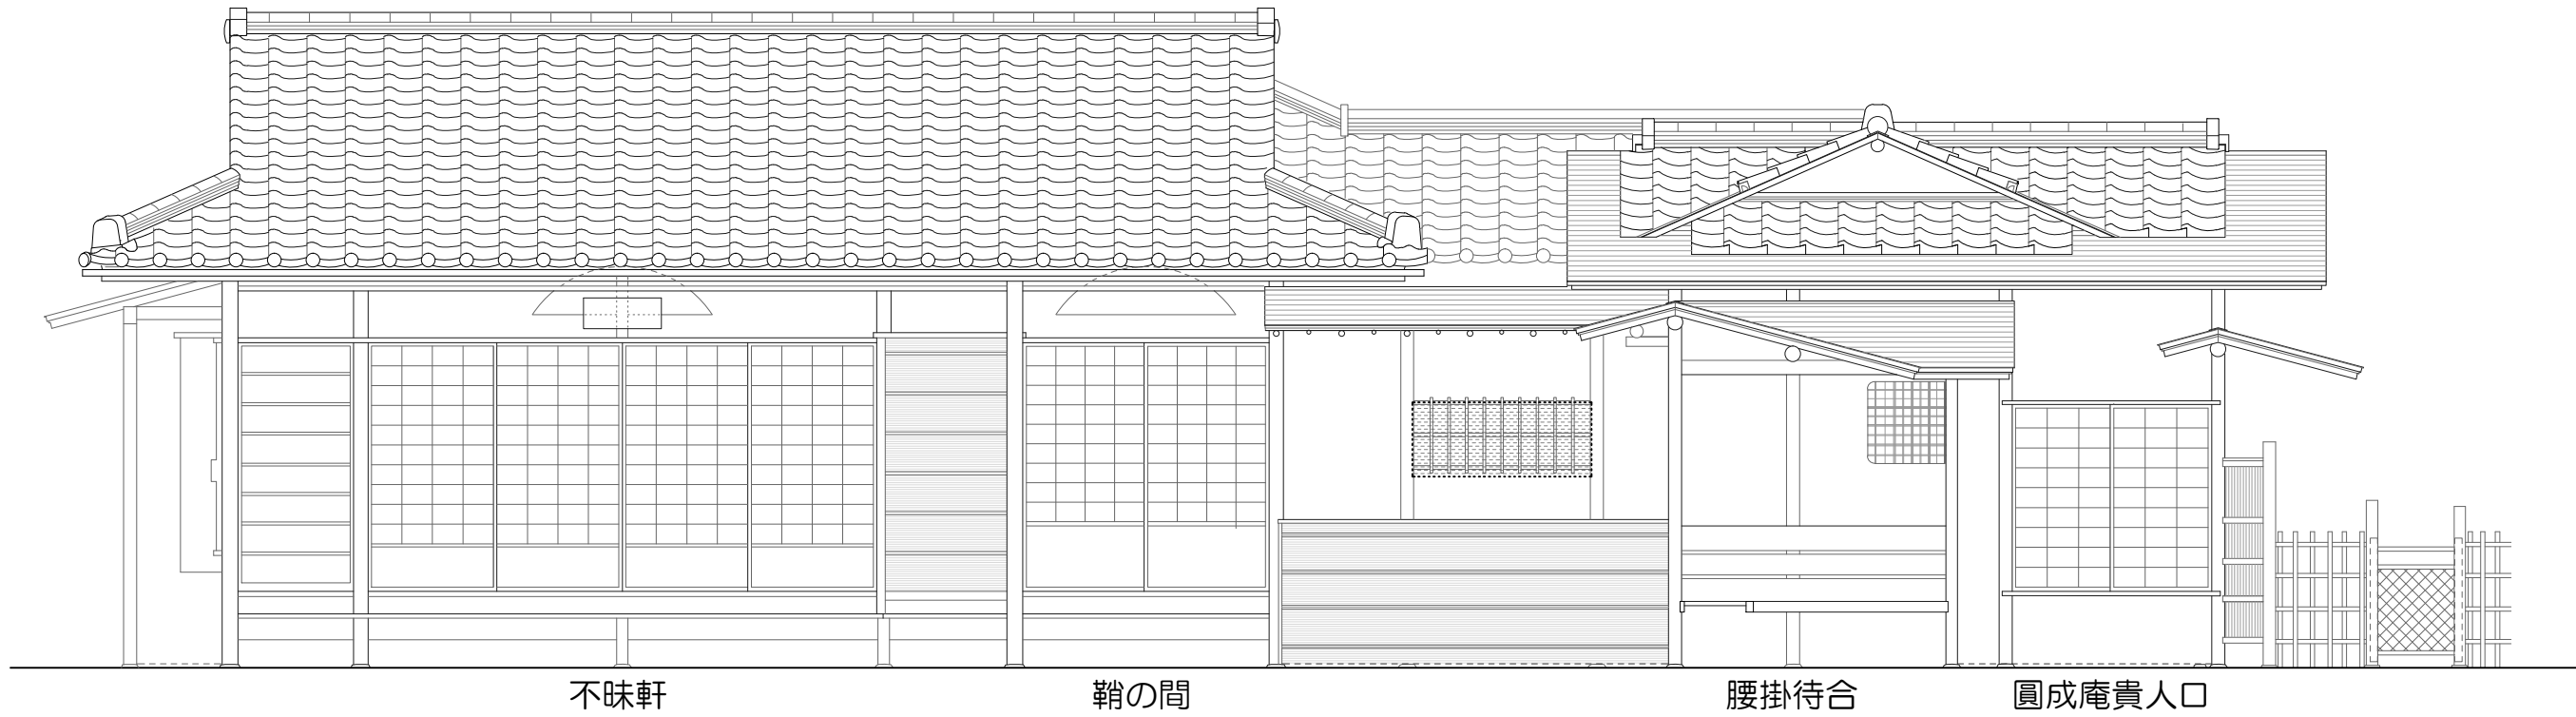 不昧軒
鞘の間
腰掛待合
圓成庵貴人口